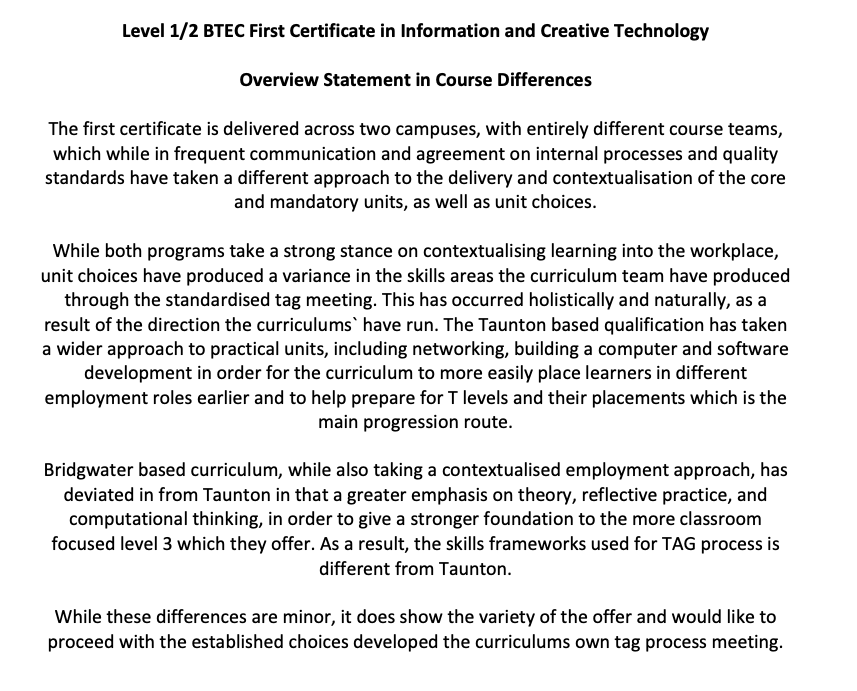 Level 1/2 BTEC First Certificate in Information and Creative Technology
Overview Statement in Course Differences
The first certificate is delivered across two campuses, with entirely different course teams,
which while in frequent communication and agreement on internal processes and quality
standards have taken a different approach to the delivery and contextualisation of the core
and mandatory units, as well as unit choices.
While both programs take a strong stance on contextualising learning into the workplace,
unit choices have produced a variance in the skills areas the curriculum team have produced
through the standardised tag meeting. This has occurred holistically and naturally, as a
result of the direction the curriculums` have run. The Taunton based qualification has taken
a wider approach to practical units, including networking, building a computer and software
development in order for the curriculum to more easily place learners in different
employment roles earlier and to help prepare for T levels and their placements which is the
main progression route.
Bridgwater based curriculum, while also taking a contextualised employment approach, has
deviated in from Taunton in that a greater emphasis on theory, reflective practice, and
computational thinking, in order to give a stronger foundation to the more classroom
focused level 3 which they offer. As a result, the skills frameworks used for TAG process is
different from Taunton.
While these differences are minor, it does show the variety of the offer and would like to
proceed with the established choices developed the curriculums own tag process meeting.